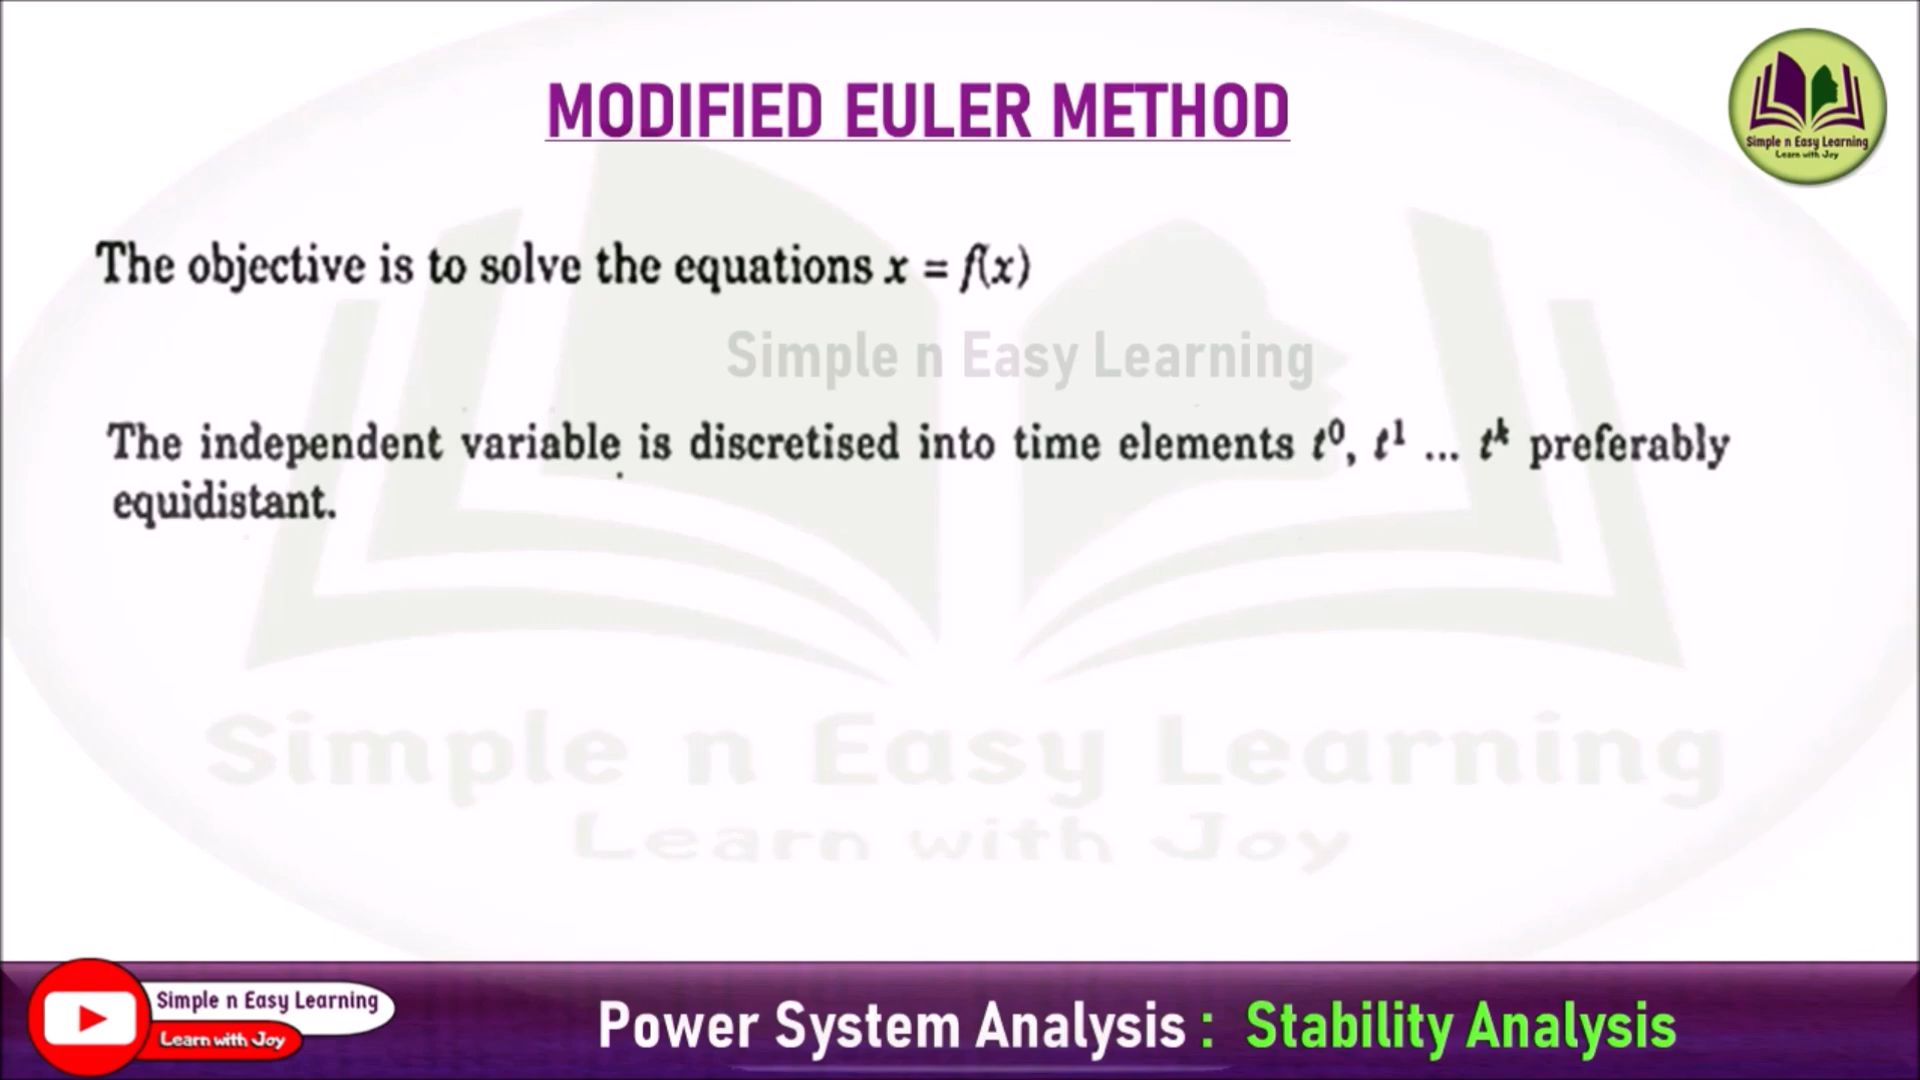 MODIFIED EULER METHOD
Simple n Easy Learning
Learn with Joy
The objective is to solve the equations x = f(x)
Simple n Easy Learning
The independent variable is discretised into time elements t⁰, t¹ ... tᵏ preferably
equidistant.
Simple n Easy Learning
Learn with Joy
Simple n Easy Learning
Learn with Joy
Power System Analysis : Stability Analysis